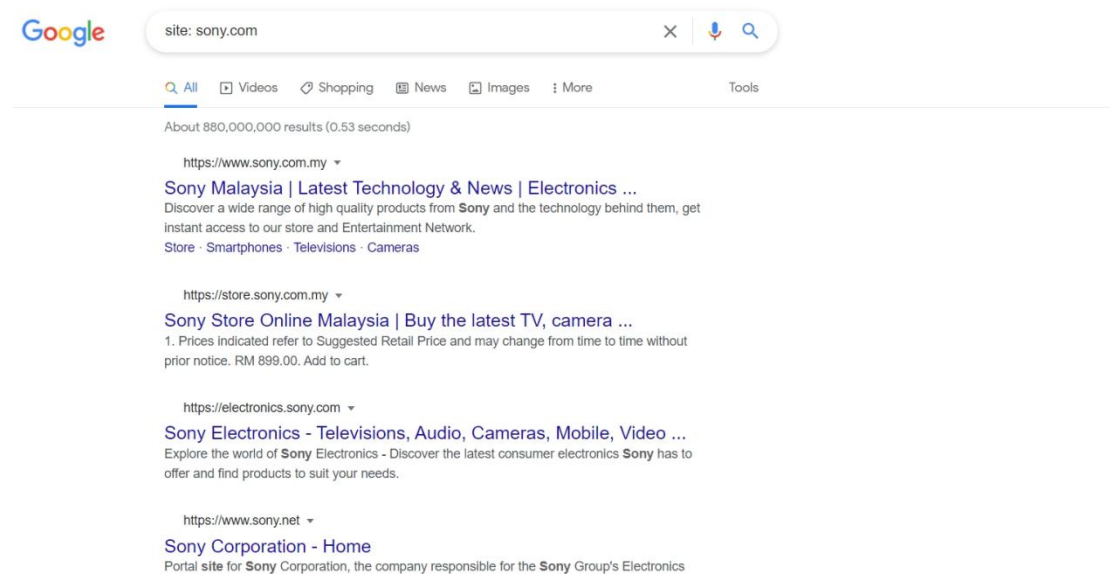 Google
site: sony.com
All Videos Shopping News Images More Tools
About 880,000,000 results (0.53 seconds)
https://www.sony.com.my
Sony Malaysia | Latest Technology & News | Electronics ...
Discover a wide range of high quality products from Sony and the technology behind them, get
instant access to our store and Entertainment Network.
Store · Smartphones · Televisions · Cameras
https://store.sony.com.my
Sony Store Online Malaysia | Buy the latest TV, camera ...
1. Prices indicated refer to Suggested Retail Price and may change from time to time without
prior notice. RM 899.00. Add to cart.
https://electronics.sony.com
Sony Electronics - Televisions, Audio, Cameras, Mobile, Video ...
Explore the world of Sony Electronics - Discover the latest consumer electronics Sony has to
offer and find products to suit your needs.
https://www.sony.net
Sony Corporation - Home
Portal site for Sony Corporation, the company responsible for the Sony Group's Electronics